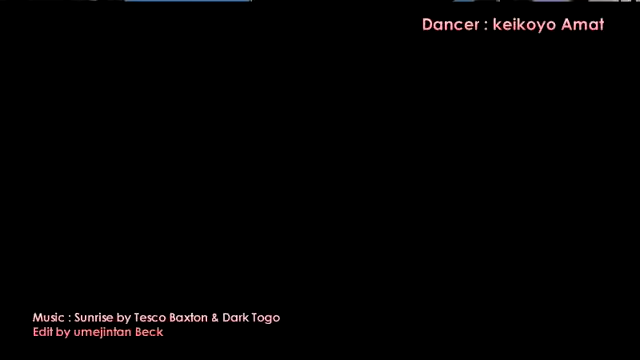 Dancer : keikoyo Amat
Music : Sunrise by Tesco Baxton & Dark Togo
Edit by umejintan Beck